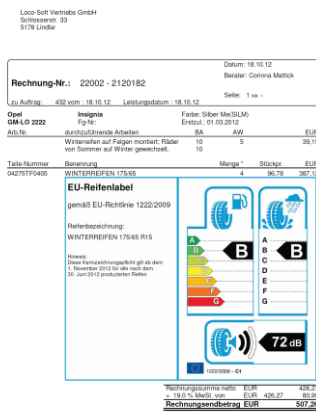 Loco-Soft Vertriebs GmbH
Schlosserstr. 33
5178 Lindlar
Datum: 18.10.12
Berater: Corinna Mattick
Rechnung-Nr.: 22002 - 2120182
Seite: 1
zu Auftrag: 432 vom : 18.10.12 Leistungsdatum : 18.10.12
Opel Insignia Farbe: Silber Me(SILM)
GM-LO 2222 Fg-Nr: Erstzul.: 01.03.2012
Arb.Nr. durchzuführende Arbeiten BA AW EUR
Winterreifen auf Felgen montiert; Räder 10 5 39,15
von Sommer auf Winter gewechselt. 10
Teile-Nummer Benennung Menge * Stückpr. EUR
04275TF0405 WINTERREIFEN 175/65 4 96,78 387,12
EU-Reifenlabel
gemäß EU-Richtlinie 1222/2009
Reifenbezeichnung:
WINTERREIFEN 175/65 R15
Hinweis:
Diese Kennzeichnungspflicht gilt ab dem
1. November 2012 für alle nach dem
30. Juni 2012 produzierten Reifen
A A
B B B B
C C
D D
E E
F F
G G
72 dB
1222/2009 - C1
Rechnungssumme netto EUR 426,27
+ 19,0 % MwSt. von EUR 426,27 80,99
Rechnungsendbetrag EUR 507,26